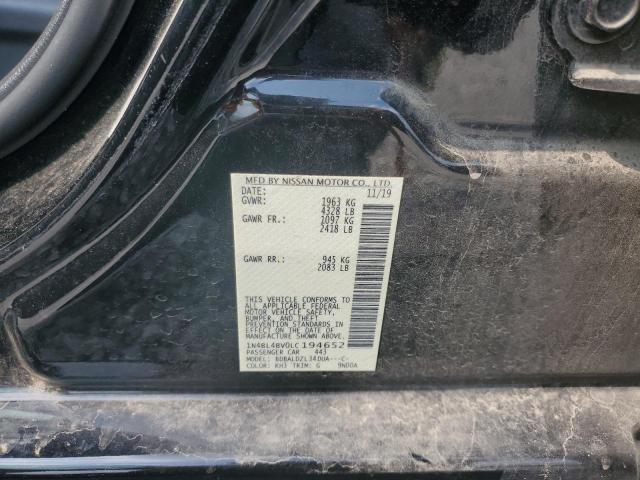 MFD BY NISSAN MOTOR CO., LTD.
DATE: 11/19
GVWR: 1963 KG
4328 LB
GAWR FR.: 1097 KG
2418 LB
GAWR RR.: 945 KG
2083 LB
THIS VEHICLE CONFORMS TO
ALL APPLICABLE FEDERAL
MOTOR VEHICLE SAFETY,
BUMPER, AND THEFT
PREVENTION STANDARDS IN
EFFECT ON THE DATE OF
MANUFACTURE SHOWN ABOVE.
1N4BL4BV0LC194652
PASSENGER CAR 443
MODEL: BDBALDZL34DUA---C-
COLOR: KH3 TRIM: G 9N00A